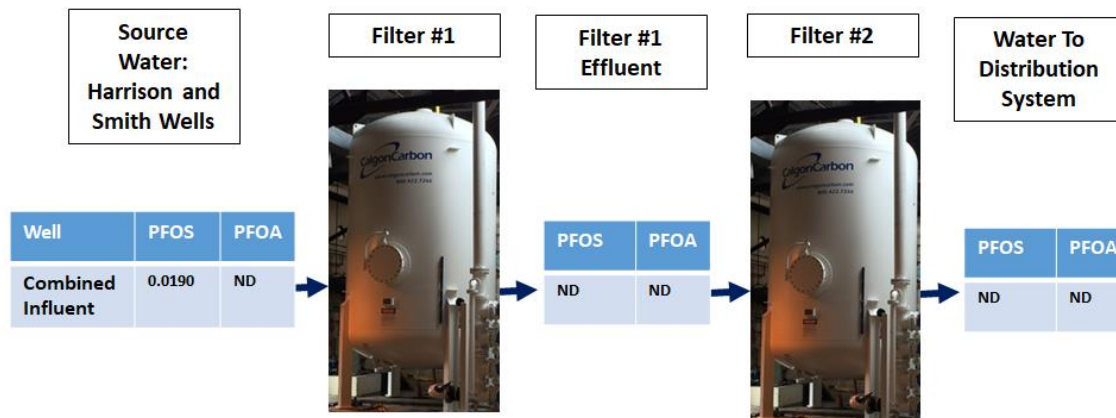 Source
Water:
Harrison and
Smith Wells
Filter #1
Filter #1
Effluent
Filter #2
Water To
Distribution
System
Well PFOS PFOA
Combined
Influent
0.0190 ND
CalgonCarbon
PFOS PFOA
ND ND
CalgonCarbon
PFOS PFOA
ND ND